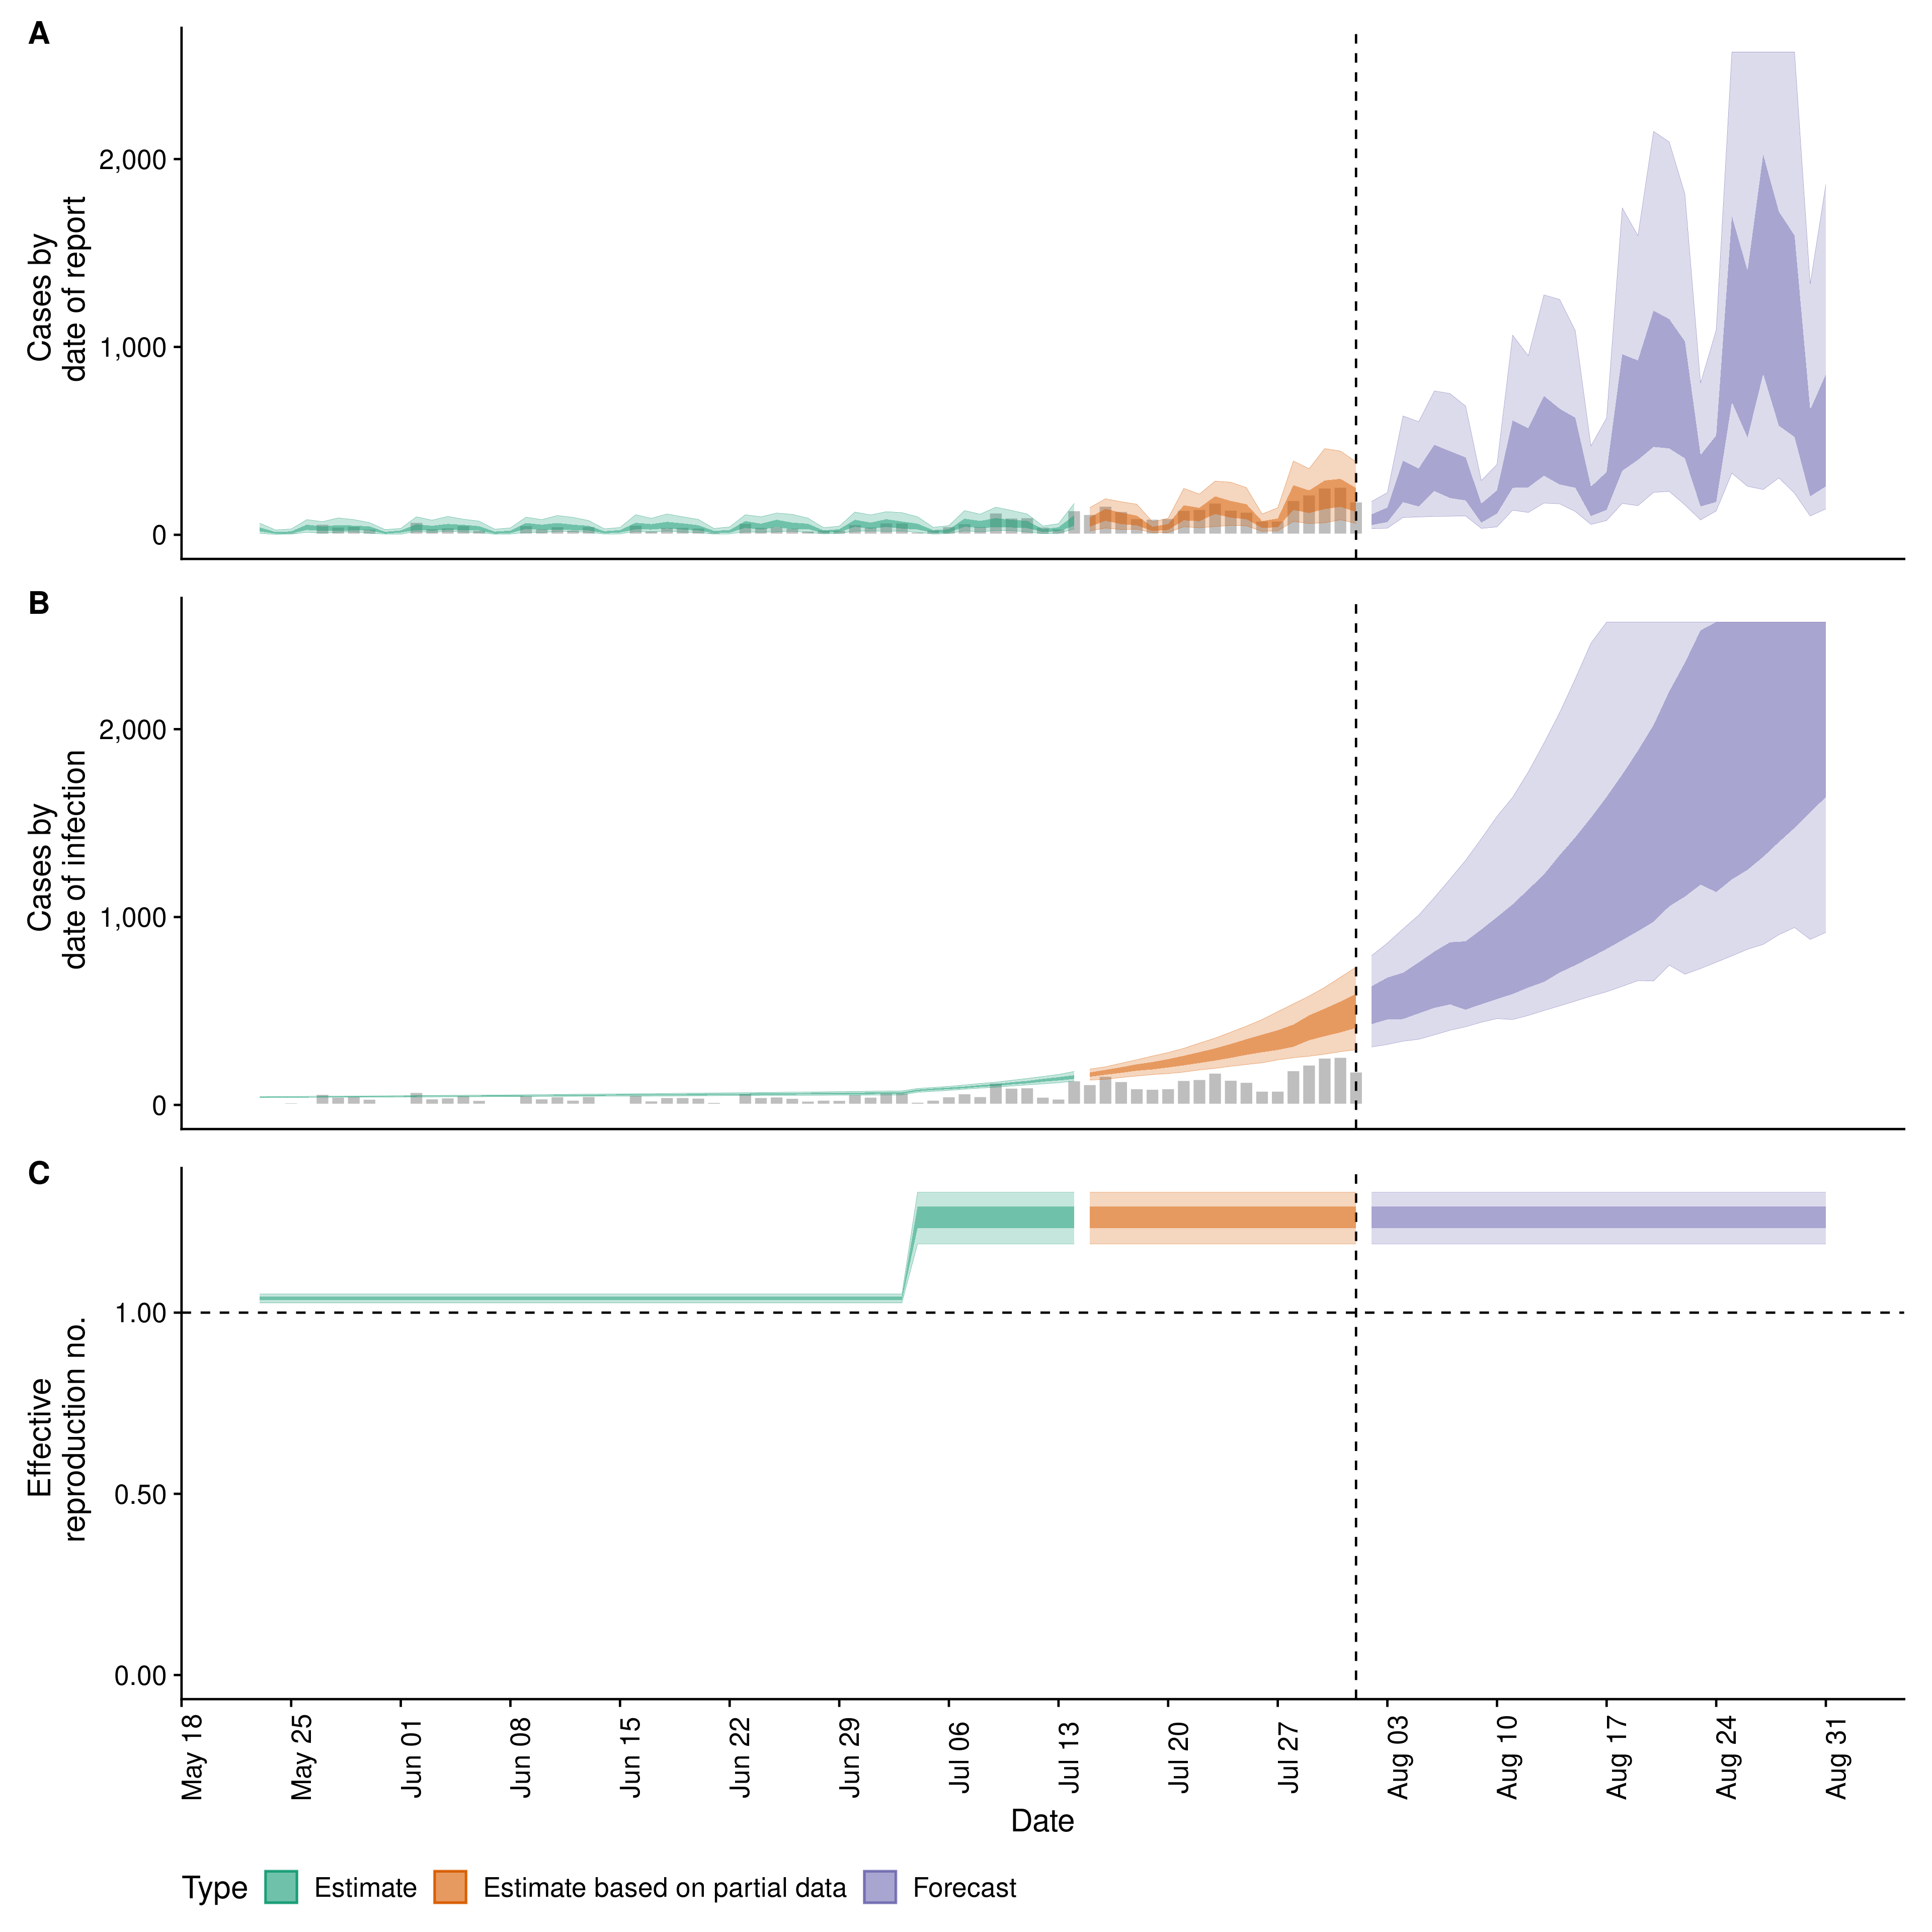 A
2,000
1,000
0
Cases by
date of report
B
2,000
1,000
0
Cases by
date of infection
C
1.00
0.50
0.00
Effective
reproduction no.
May 18
May 25
Jun 01
Jun 08
Jun 15
Jun 22
Jun 29
Jul 06
Jul 13
Jul 20
Jul 27
Aug 03
Aug 10
Aug 17
Aug 24
Aug 31
Date
Type Estimate Estimate based on partial data Forecast